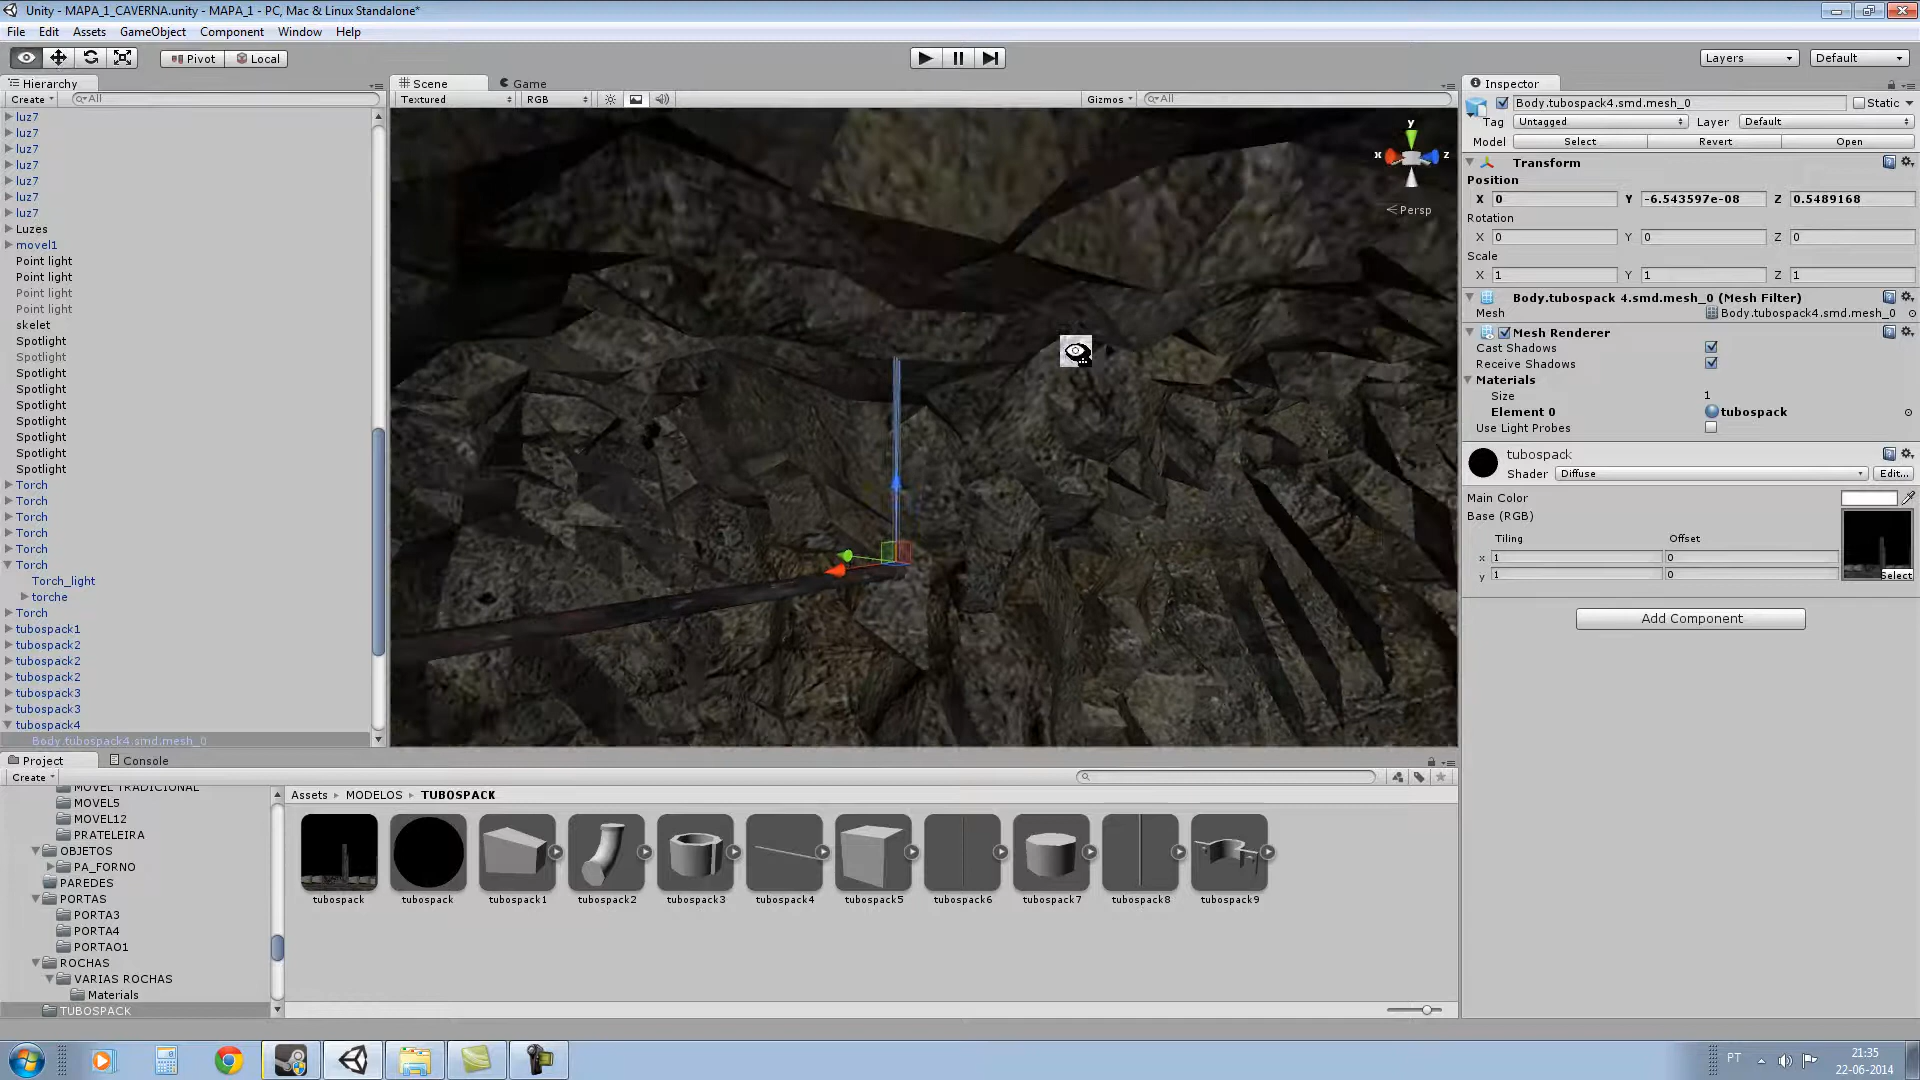 Unity - MAPA_1_CAVERNA.unity - MAPA_1 - PC, Mac & Linux Standalone*
File Edit Assets GameObject Component Window Help
Pivot Local Layers Default
Hierarchy
Create All
luz7
luz7
luz7
luz7
luz7
luz7
luz7
Luzes
movel1
Point light
Point light
Point light
Point light
skelet
Spotlight
Spotlight
Spotlight
Spotlight
Spotlight
Spotlight
Spotlight
Spotlight
Spotlight
Torch
Torch
Torch
Torch
Torch
Torch
Torch_light
torche
Torch
tubospack1
tubospack2
tubospack2
tubospack2
tubospack3
tubospack3
tubospack4
Body.tubospack4.smd.mesh_0
Scene Game
Textured RGB Gizmos All
y
x z
Persp
Inspector
Body.tubospack4.smd.mesh_0 Static
Tag Untagged Layer Default
Model Select Revert Open
Transform
Position
X 0 Y -6.543597e-08 Z 0.5489168
Rotation
X 0 Y 0 Z 0
Scale
X 1 Y 1 Z 1
Body.tubospack 4.smd.mesh_0 (Mesh Filter)
Mesh Body.tubospack4.smd.mesh_0
Mesh Renderer
Cast Shadows
Receive Shadows
Materials
Size 1
Element 0 tubospack
Use Light Probes
tubospack
Shader Diffuse Edit...
Main Color
Base (RGB)
Tiling Offset
x 1 0
y 1 0
Select
Add Component
Project Console
Create
MOVEL TRADICIONAL
MOVEL5
MOVEL12
PRATELEIRA
OBJETOS
PA_FORNO
PAREDES
PORTAS
PORTA3
PORTA4
PORTAO1
ROCHAS
VARIAS ROCHAS
Materials
TUBOSPACK
Assets MODELOS TUBOSPACK
tubospack tubospack tubospack1 tubospack2 tubospack3 tubospack4 tubospack5 tubospack6 tubospack7 tubospack8 tubospack9
PT 21:35
22-06-2014